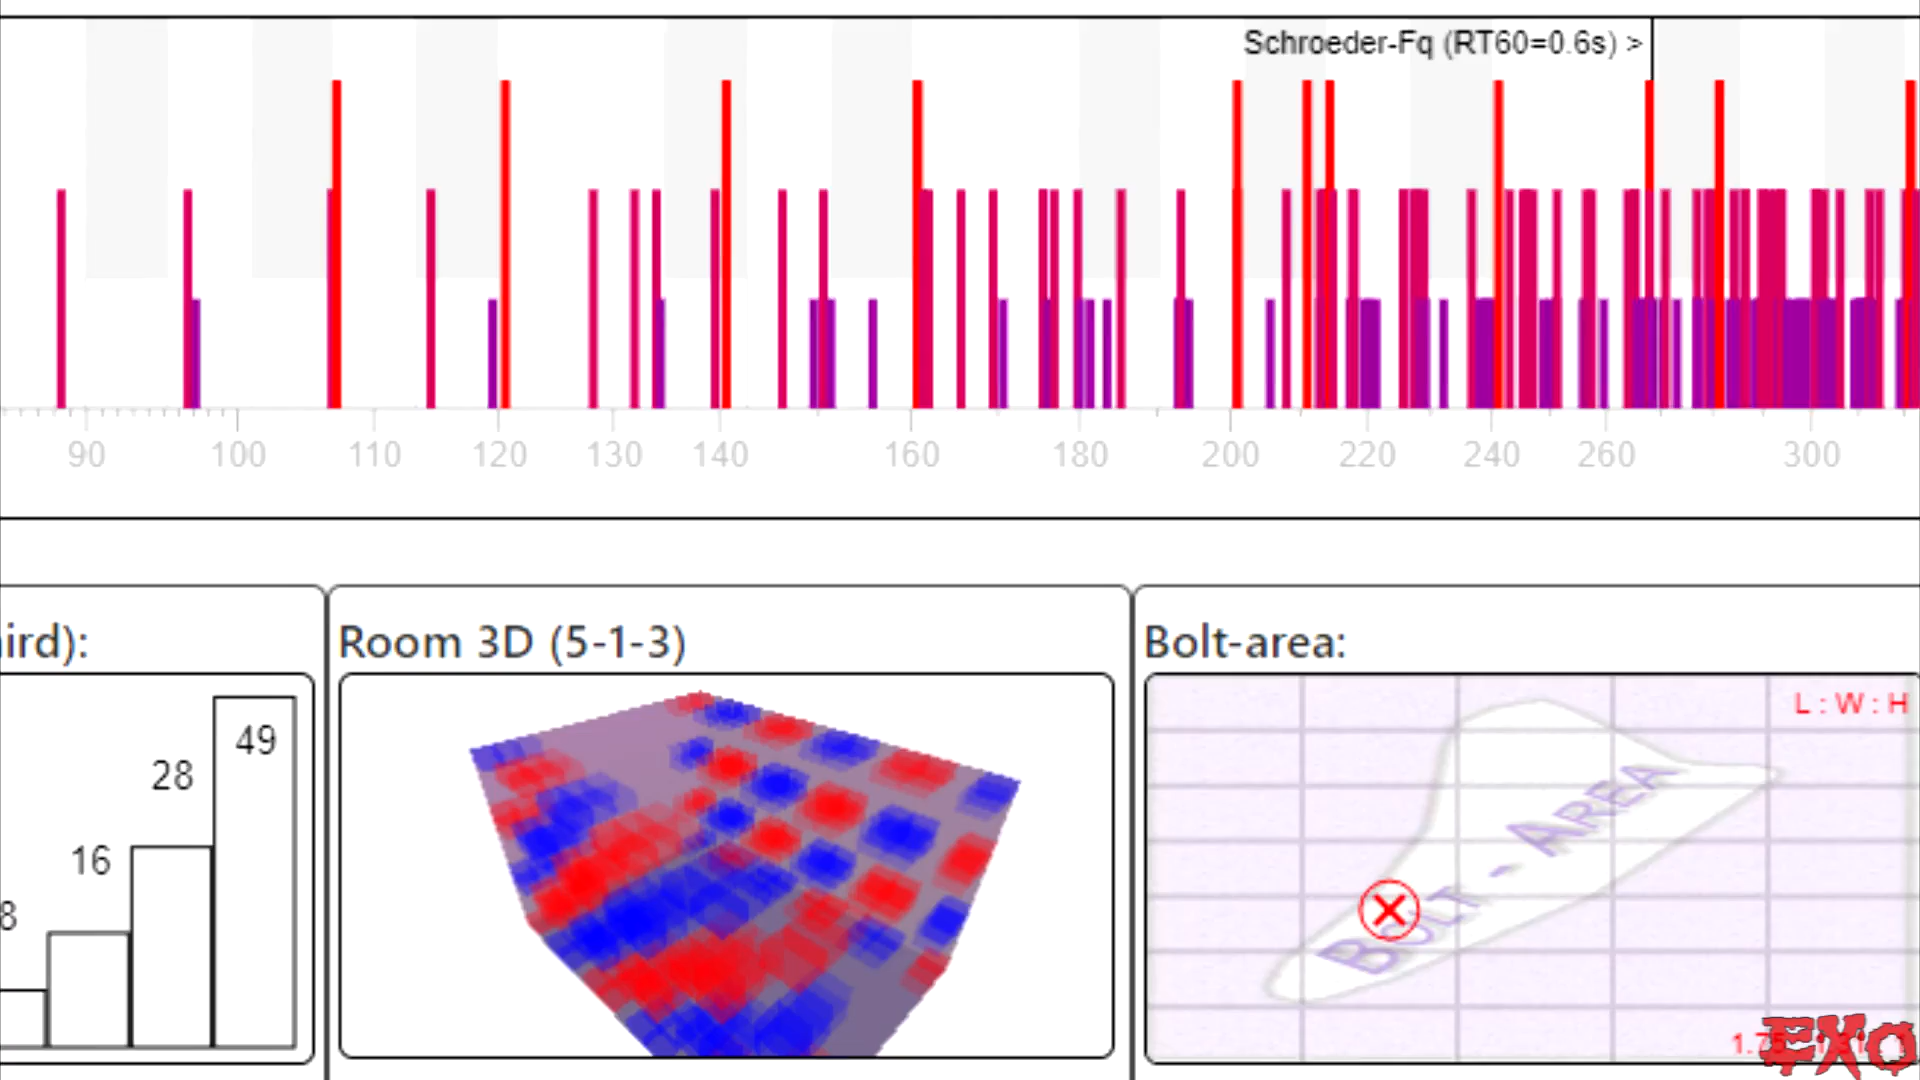 Schroeder-Fq (RT60=0.6s) >
90 100 110 120 130 140 160 180 200 220 240 260 300
ird):
Room 3D (5-1-3)
Bolt-area:
8
16
28
49
L : W : H
BOLT - AREA
EXO